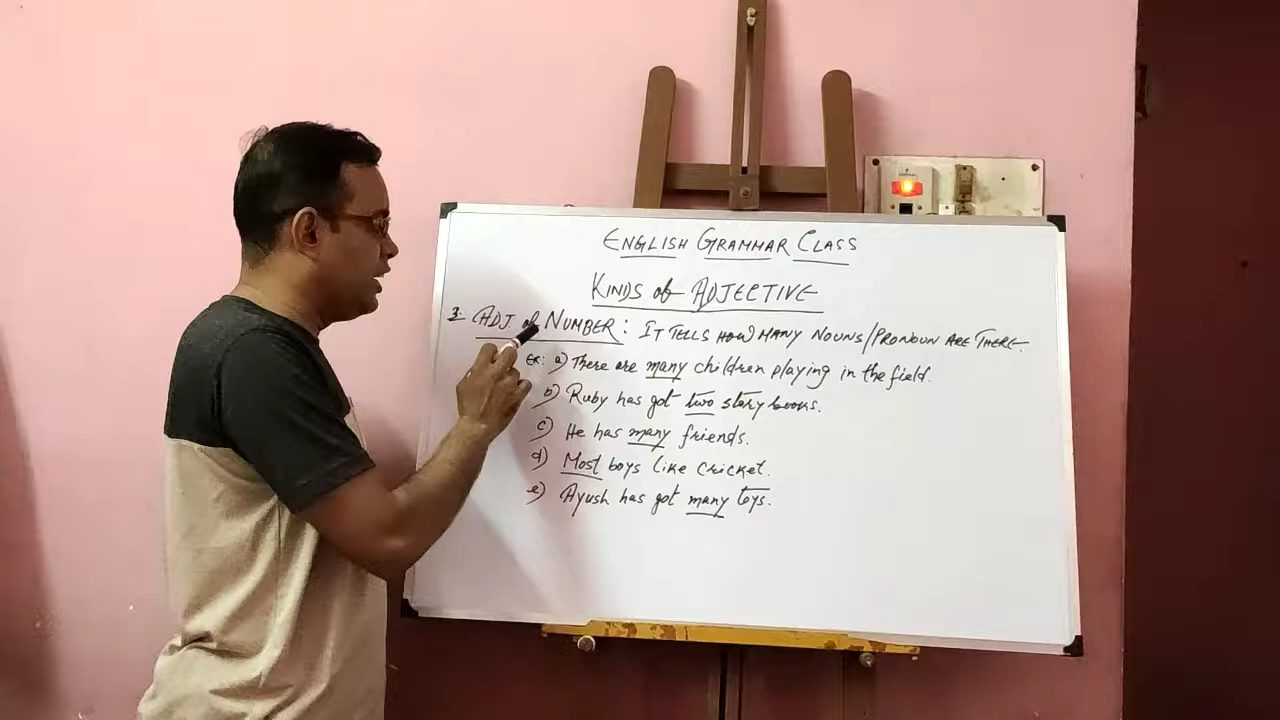 ENGLISH GRAMMAR CLASS
KINDS of ADJECTIVE
3. ADJ. of NUMBER : IT TELLS HOW MANY NOUNS/PRONOUN ARE THERE.
EX: a) There are many children playing in the field.
b) Ruby has got two story books.
c) He has many friends.
d) Most boys like cricket.
e) Ayush has got many toys.